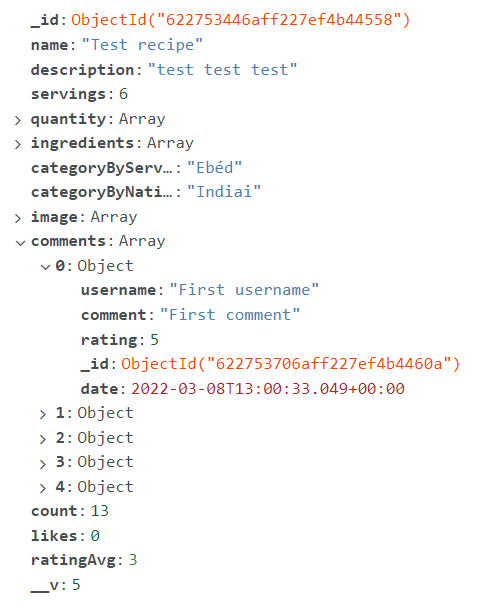 _id: ObjectId("622753446aff227ef4b44558")
name: "Test recipe"
description: "test test test"
servings: 6
quantity: Array
ingredients: Array
categoryByServ…: "Ebéd"
categoryByNati…: "Indiai"
image: Array
comments: Array
0: Object
username: "First username"
comment: "First comment"
rating: 5
_id: ObjectId("622753706aff227ef4b4460a")
date: 2022-03-08T13:00:33.049+00:00
1: Object
2: Object
3: Object
4: Object
count: 13
likes: 0
ratingAvg: 3
__v: 5